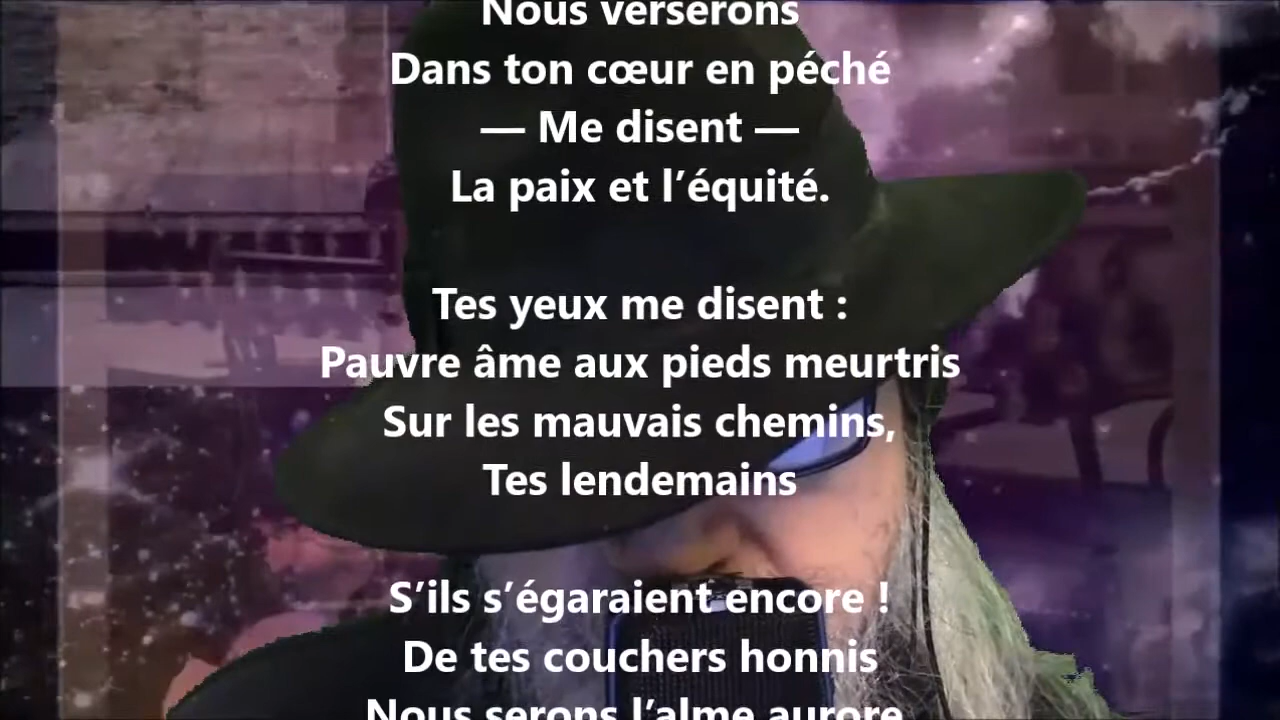 Nous verserons
Dans ton cœur en péché
— Me disent —
La paix et l’équité.
Tes yeux me disent :
Pauvre âme aux pieds meurtris
Sur les mauvais chemins,
Tes lendemains
S’ils s’égaraient encore !
De tes couchers honnis
Nous serons l’alme aurore